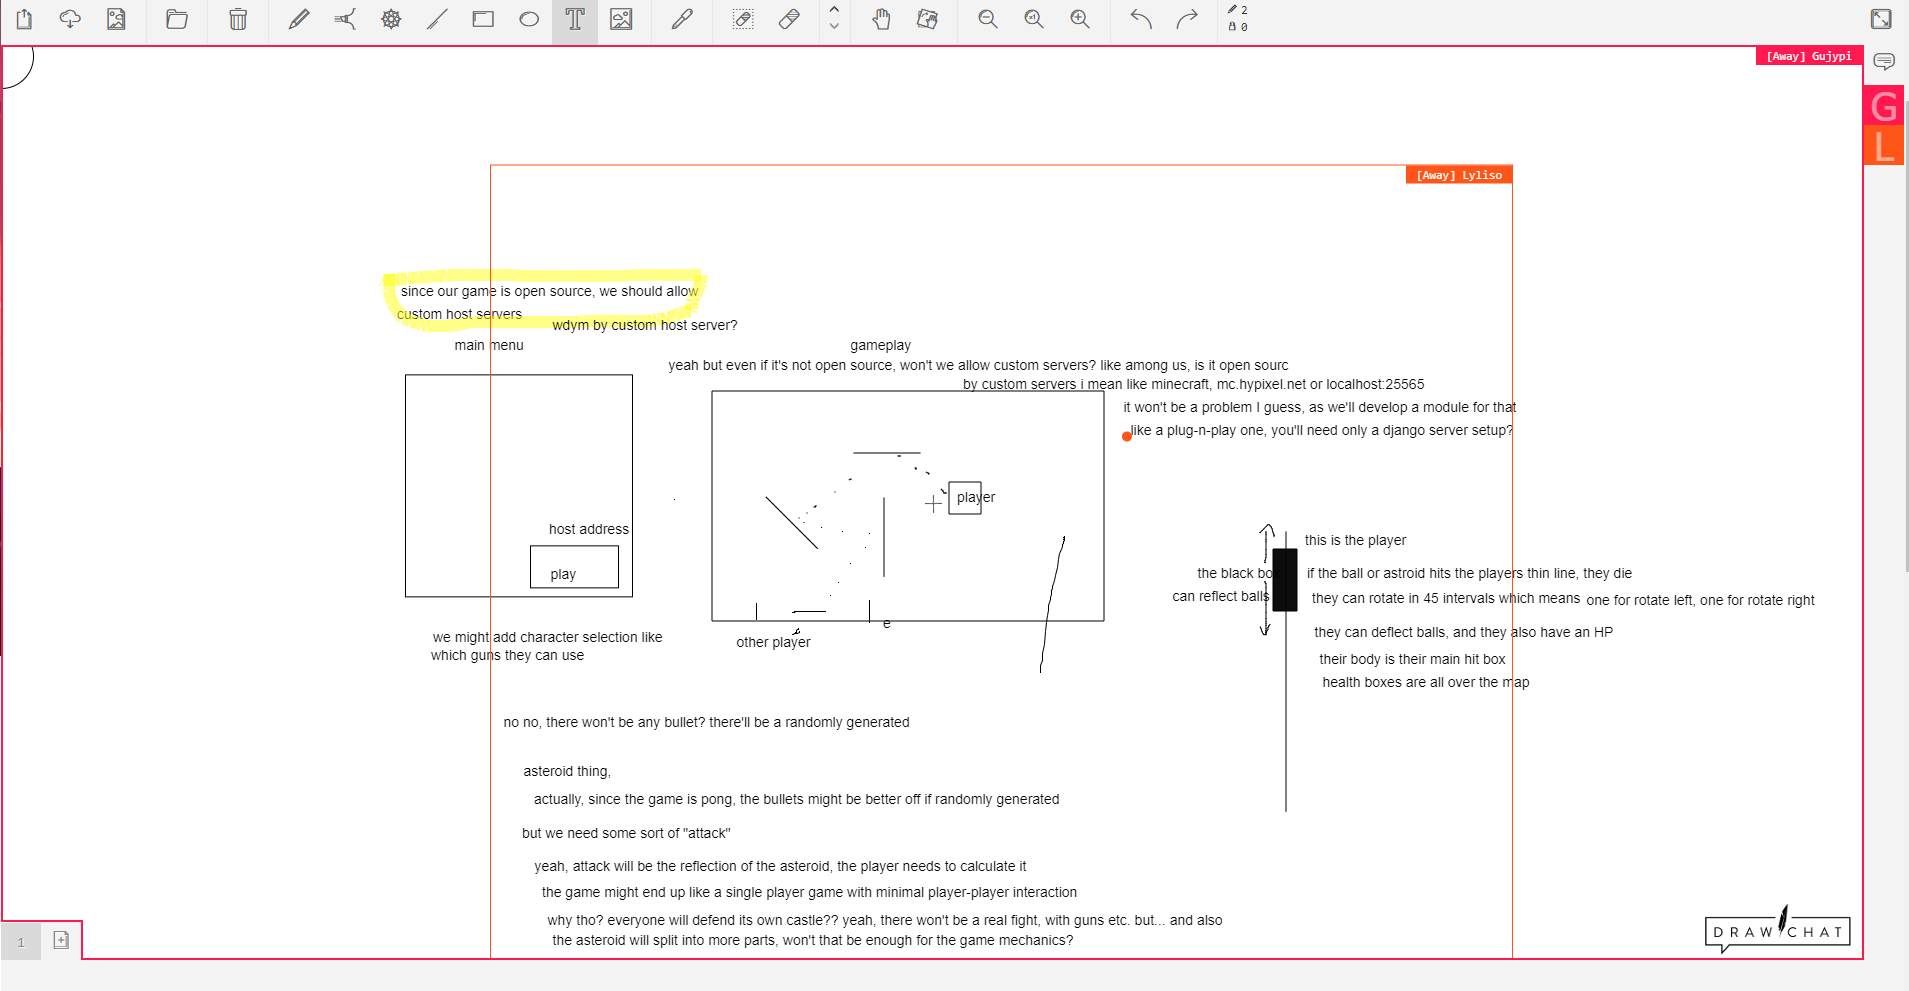 2
0
[Away] Gujypi
G
L
[Away] Lyliso
since our game is open source, we should allow
custom host servers
wdym by custom host server?
main menu
gameplay
yeah but even if it's not open source, won't we allow custom servers? like among us, is it open sourc
by custom servers i mean like minecraft, mc.hypixel.net or localhost:25565
it won't be a problem I guess, as we'll develop a module for that
like a plug-n-play one, you'll need only a django server setup?
player
host address
play
this is the player
the black box
if the ball or astroid hits the players thin line, they die
can reflect balls
they can rotate in 45 intervals which means
one for rotate left, one for rotate right
e
other player
they can deflect balls, and they also have an HP
we might add character selection like
which guns they can use
their body is their main hit box
health boxes are all over the map
no no, there won't be any bullet? there'll be a randomly generated
asteroid thing,
actually, since the game is pong, the bullets might be better off if randomly generated
but we need some sort of "attack"
yeah, attack will be the reflection of the asteroid, the player needs to calculate it
the game might end up like a single player game with minimal player-player interaction
why tho? everyone will defend its own castle?? yeah, there won't be a real fight, with guns etc. but... and also
the asteroid will split into more parts, won't that be enough for the game mechanics?
1
DRAW CHAT